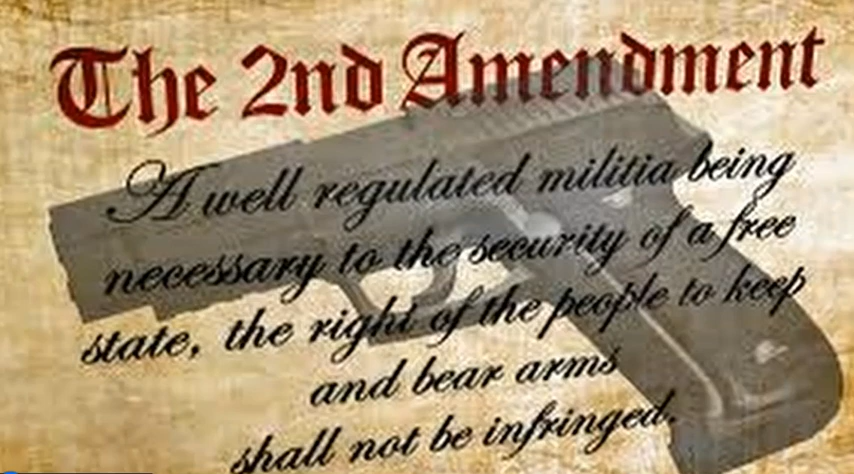 The 2nd Amendment
A well regulated militia being
necessary to the security of a free
state, the right of the people to keep
and bear arms
shall not be infringed.